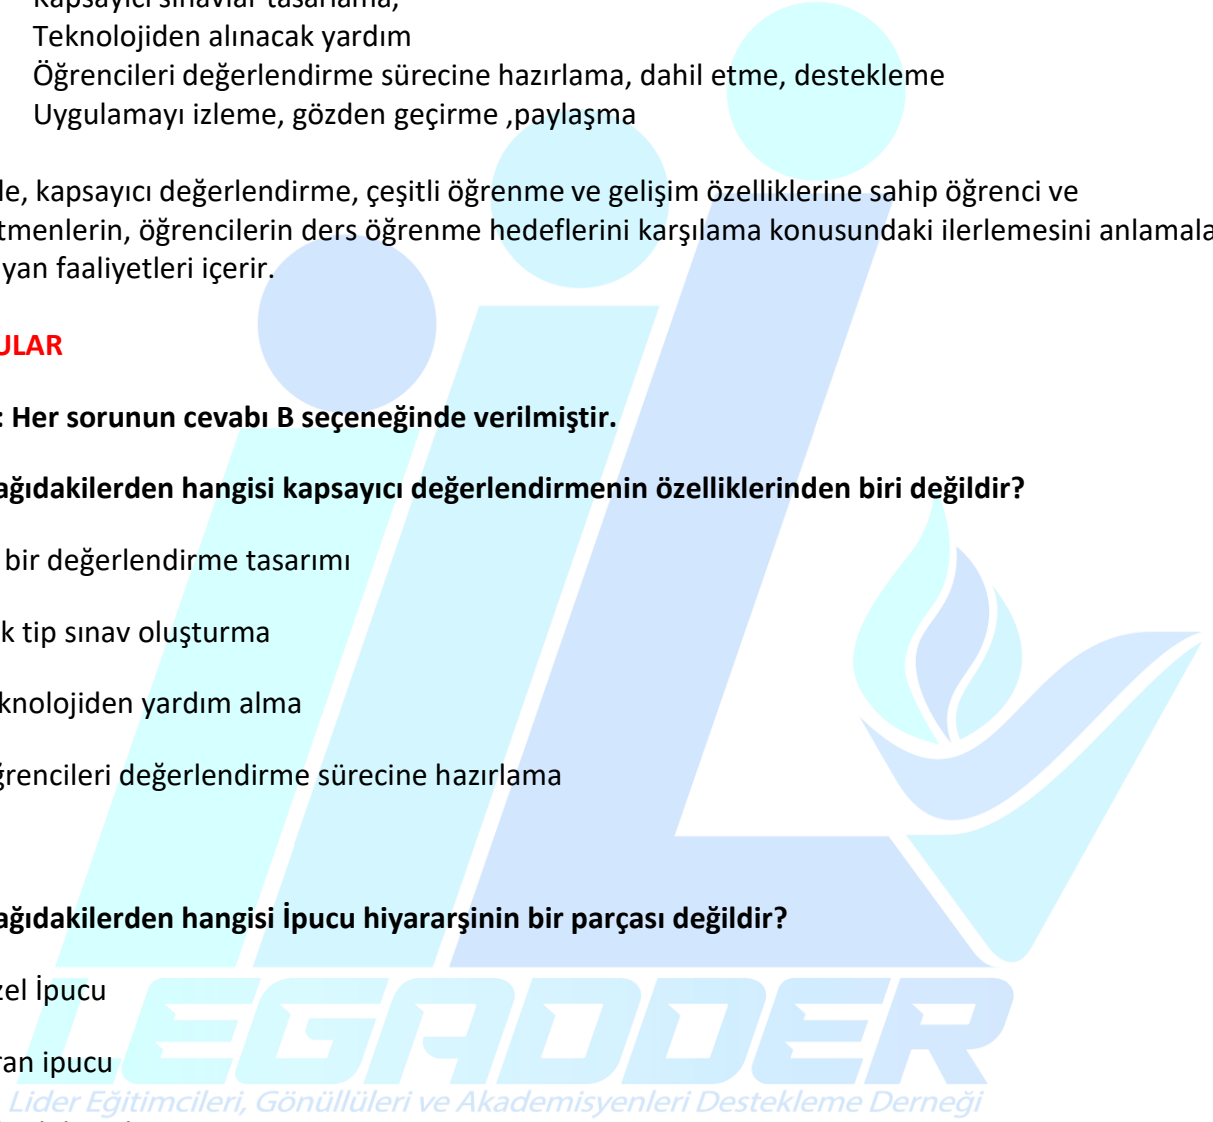 Kapsayıcı sınavlar tasarlama,
Teknolojiden alınacak yardım
Öğrencileri değerlendirme sürecine hazırlama, dahil etme, destekleme
Uygulamayı izleme, gözden geçirme ,paylaşma
le, kapsayıcı değerlendirme, çeşitli öğrenme ve gelişim özelliklerine sahip öğrenci ve
tmenlerin, öğrencilerin ders öğrenme hedeflerini karşılama konusundaki ilerlemesini anlamala
yan faaliyetleri içerir.
ULAR
: Her sorunun cevabı B seçeneğinde verilmiştir.
ağıdakilerden hangisi kapsayıcı değerlendirmenin özelliklerinden biri değildir?
bir değerlendirme tasarımı
k tip sınav oluşturma
knolojiden yardım alma
ğrencileri değerlendirme sürecine hazırlama
ağıdakilerden hangisi İpucu hiyararşinin bir parçası değildir?
zel İpucu
ran ipucu
LEGADDER
Lider Eğitimcileri, Gönüllüleri ve Akademisyenleri Destekleme Derneği